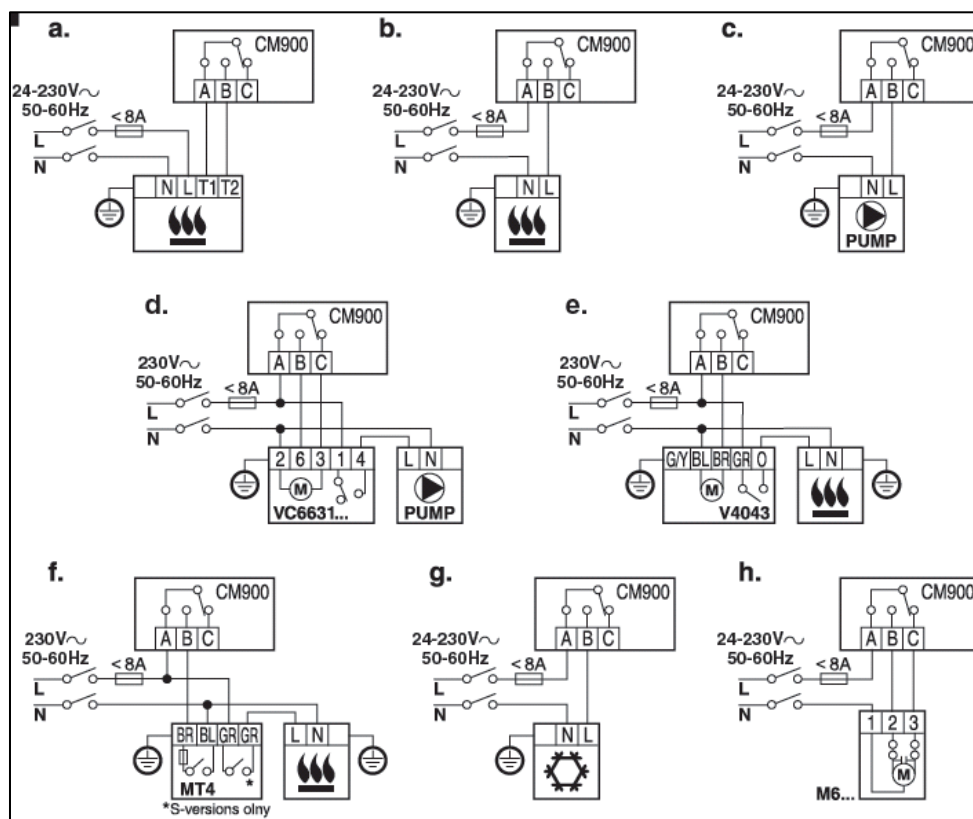 a.
CM900
A B C
24-230V~
50-60Hz
< 8A
L
N
N L T1 T2
b.
CM900
A B C
24-230V~
50-60Hz
< 8A
L
N
N L
c.
CM900
A B C
24-230V~
50-60Hz
< 8A
L
N
N L
PUMP
d.
CM900
A B C
230V~
50-60Hz
< 8A
L
N
2 6 3 1 4
M
VC6631...
L N
PUMP
e.
CM900
A B C
230V~
50-60Hz
< 8A
L
N
G/Y BL BR GR O
M
V4043
L N
f.
CM900
A B C
230V~
50-60Hz
< 8A
L
N
BR BL GR GR
*
MT4
*S-versions olny
L N
g.
CM900
A B C
24-230V~
50-60Hz
< 8A
L
N
N L
h.
CM900
A B C
24-230V~
50-60Hz
< 8A
L
N
1 2 3
M
M6...